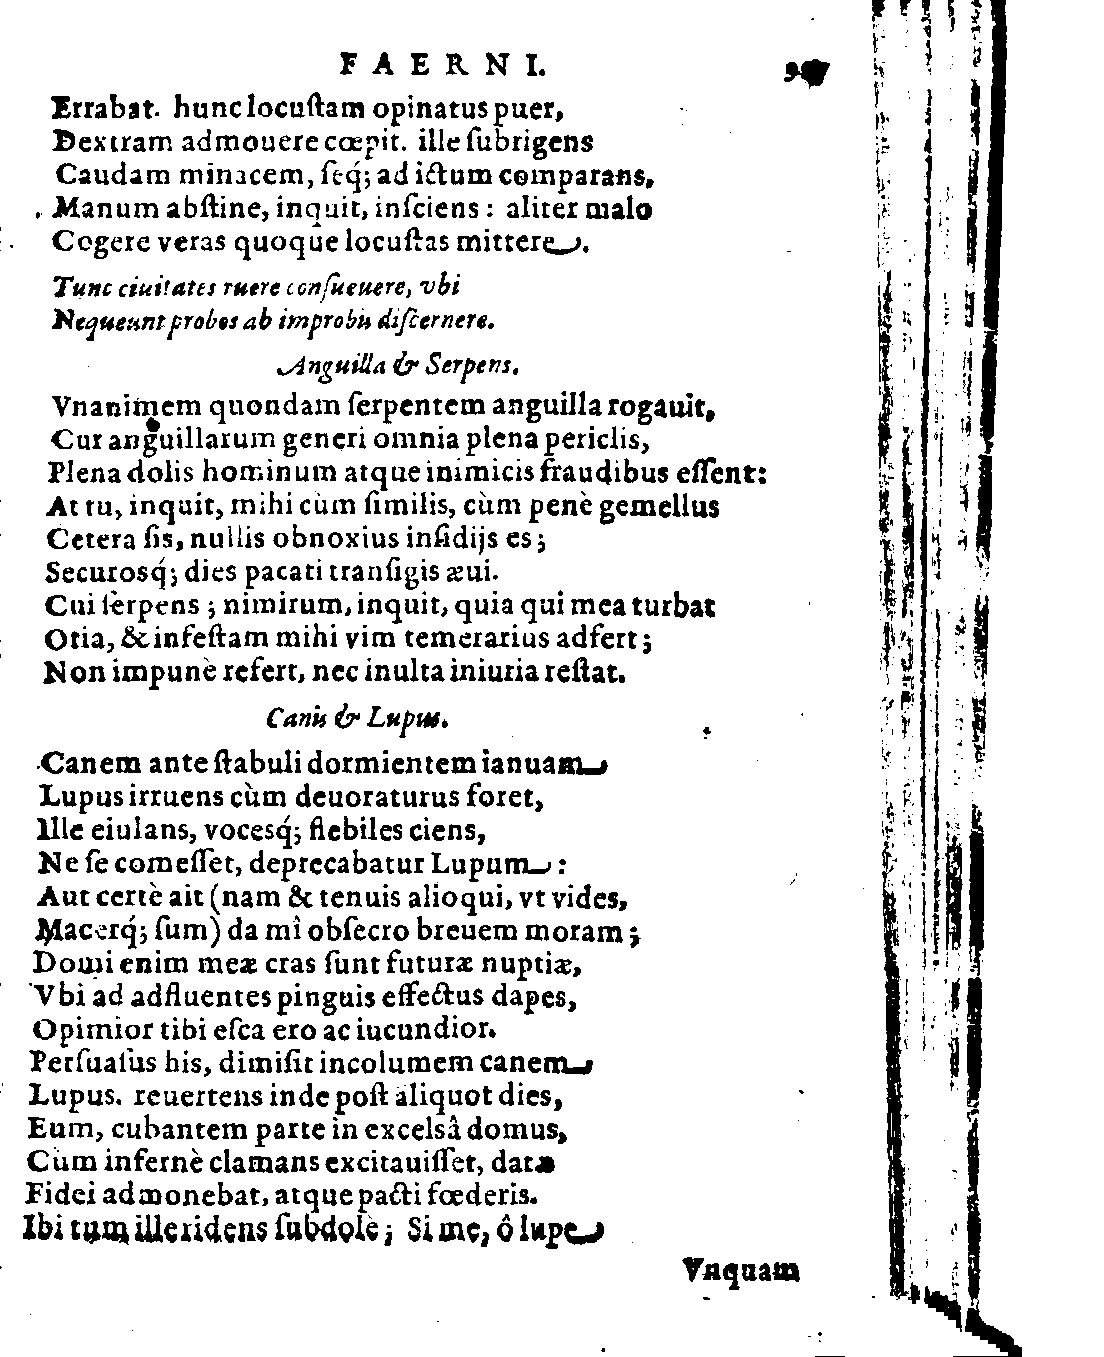 FAERNI.
Errabat. hunc locuſtam opinatus puer,
Dextram admouere cœpit. ille ſubrigens
Caudam minacem, ſeq́; ad ictum comparans,
Manum abſtine, inquit, inſciens: aliter malo
Cogere veras quoque locuſtas mittere.
Tunc ciuitates ruere conſueuere, vbi
Nequeunt probos ab improbis diſcernere.
Anguilla & Serpens.
Vnanimem quondam ſerpentem anguilla rogauit,
Cur anguillarum generi omnia plena periclis,
Plena dolis hominum atque inimicis fraudibus eſſent:
At tu, inquit, mihi cùm ſimilis, cùm penè gemellus
Cetera ſis, nullis obnoxius inſidijs es;
Securosq́; dies pacati tranſigis æui.
Cui ſerpens; nimirum, inquit, quia qui mea turbat
Otia, & infeſtam mihi vim temerarius adfert;
Non impunè refert, nec inulta iniuria reſtat.
Canis & Lupus.
Canem ante ſtabuli dormientem ianuam
Lupus irruens cùm deuoraturus foret,
Ille eiulans, vocesq́; flebiles ciens,
Ne ſe comeſſet, deprecabatur Lupum:
Aut certè ait (nam & tenuis alioqui, vt vides,
Macerq́; ſum) da mî obſecro breuem moram;
Domi enim meæ cras ſunt futuræ nuptiæ,
Vbi ad adfluentes pinguis effectus dapes,
Opimior tibi eſca ero ac iucundior.
Perſuaſus his, dimiſit incolumem canem
Lupus. reuertens inde poſt aliquot dies,
Eum, cubantem parte in excelsâ domus,
Cùm infernè clamans excitauiſſet, datæ
Fidei admonebat, atque pacti fœderis.
Ibi tum ille ridens ſubdolè; Si me, ô lupe
Vnquam